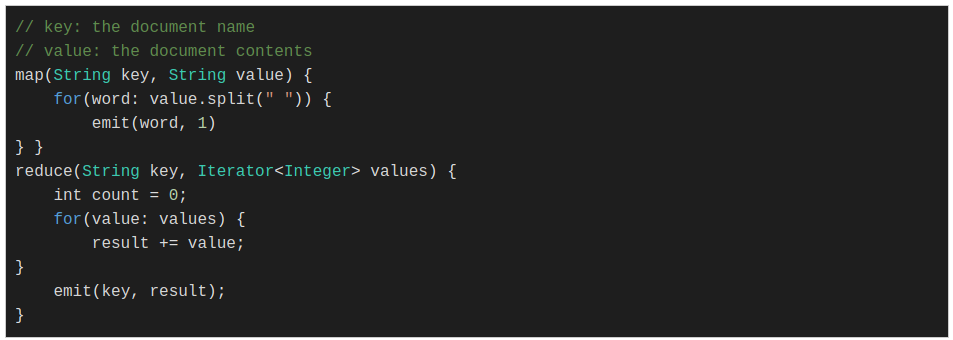 // key: the document name
// value: the document contents
map(String key, String value) {
    for(word: value.split(" ")) {
        emit(word, 1)
} }
reduce(String key, Iterator<Integer> values) {
    int count = 0;
    for(value: values) {
        result += value;
}
    emit(key, result);
}